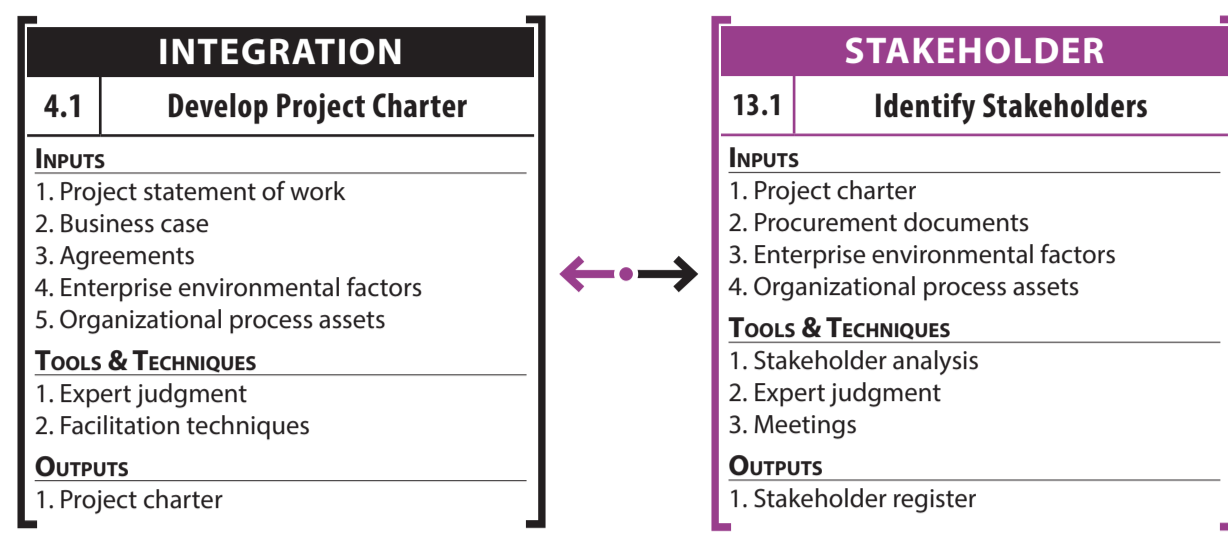 INTEGRATION
4.1 Develop Project Charter
INPUTS
1. Project statement of work
2. Business case
3. Agreements
4. Enterprise environmental factors
5. Organizational process assets
TOOLS & TECHNIQUES
1. Expert judgment
2. Facilitation techniques
OUTPUTS
1. Project charter
STAKEHOLDER
13.1 Identify Stakeholders
INPUTS
1. Project charter
2. Procurement documents
3. Enterprise environmental factors
4. Organizational process assets
TOOLS & TECHNIQUES
1. Stakeholder analysis
2. Expert judgment
3. Meetings
OUTPUTS
1. Stakeholder register